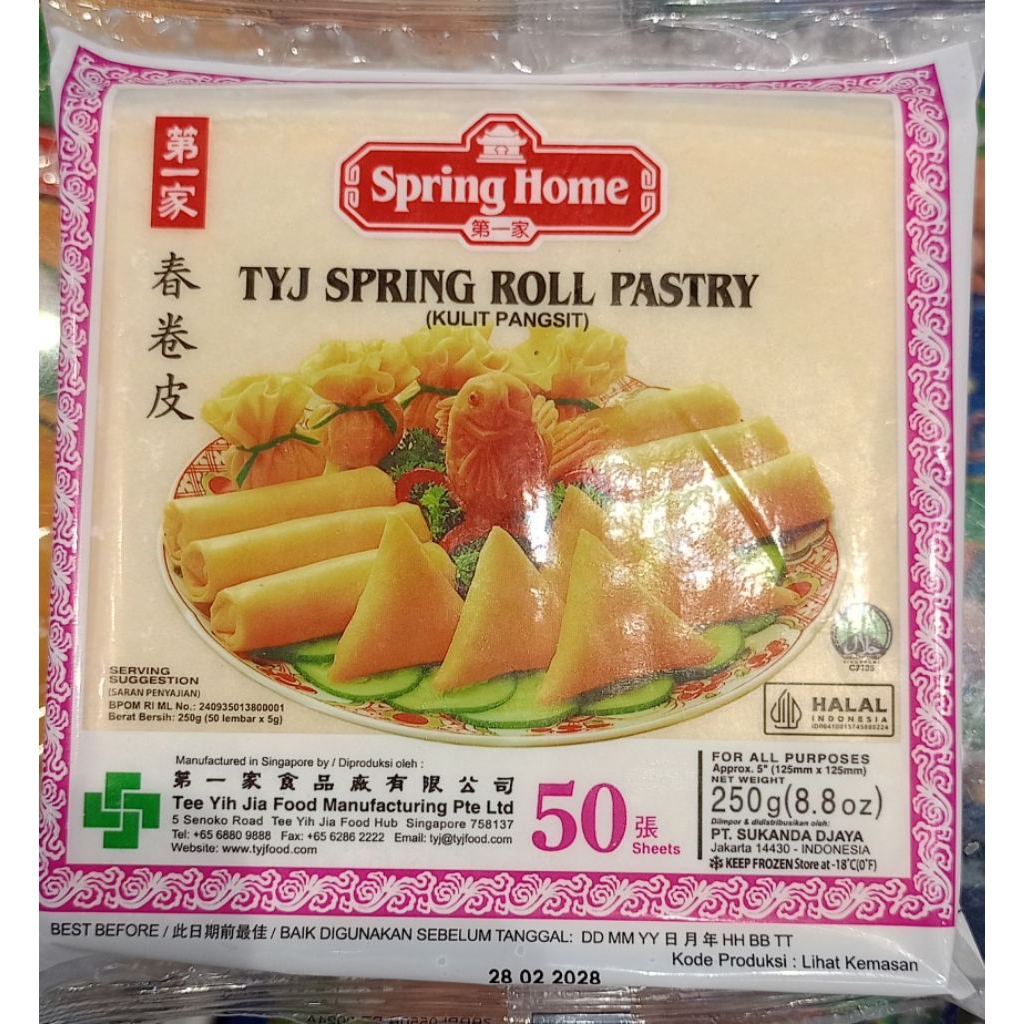 第一家
春卷皮
Spring Home
第一家
TYJ SPRING ROLL PASTRY
(KULIT PANGSIT)
SERVING
SUGGESTION
(SARAN PENYAJIAN)
BPOM RI ML No.: 240935013800001
Berat Bersih: 250g (50 lembar x 5g)
SINGAPORE
HALAL
INDONESIA
Manufactured in Singapore by / Diproduksi oleh :
第一家食品廠有限公司
Tee Yih Jia Food Manufacturing Pte Ltd
5 Senoko Road Tee Yih Jia Food Hub Singapore 758137
Tel: +65 6880 9888 Fax: +65 6286 2222 Email: tyj@tyjfood.com
Website: www.tyjfood.com
50 張
Sheets
FOR ALL PURPOSES
Approx. 5" (125mm x 125mm)
NET WEIGHT
250g(8.8oz)
Diimpor & didistribusikan oleh:
PT. SUKANDA DJAYA
Jakarta 14430 - INDONESIA
KEEP FROZEN Store at -18°C(0°F)
BEST BEFORE / 此日期前最佳 / BAIK DIGUNAKAN SEBELUM TANGGAL: DD MM YY 日 月 年 HH BB TT
Kode Produksi : Lihat Kemasan
28 02 2028